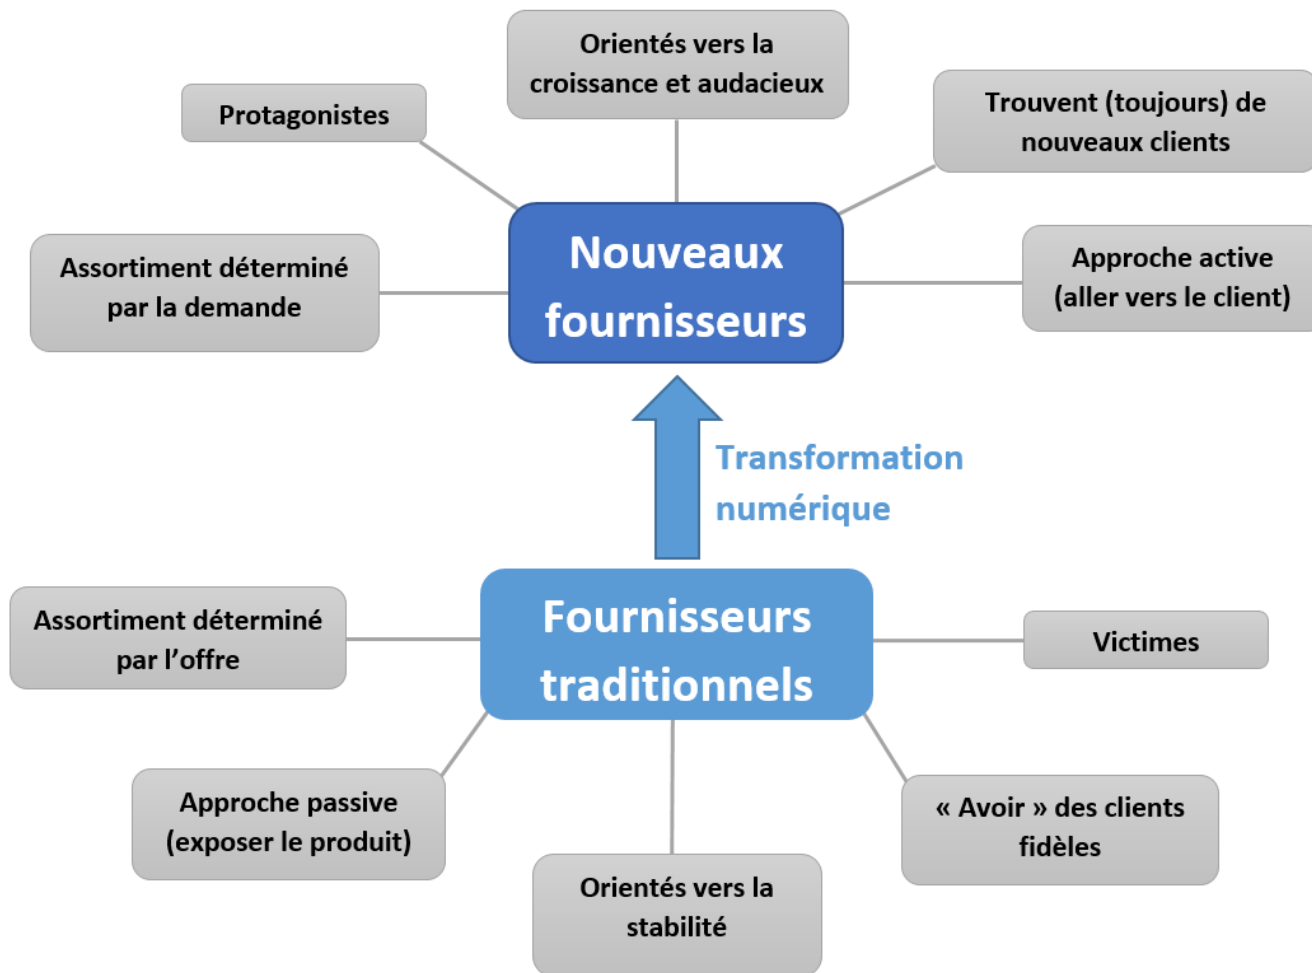 Orientés vers la
croissance et audacieux
Protagonistes
Trouvent (toujours) de
nouveaux clients
Assortiment déterminé
par la demande
Nouveaux
fournisseurs
Approche active
(aller vers le client)
Transformation
numérique
Assortiment déterminé
par l’offre
Fournisseurs
traditionnels
Victimes
Approche passive
(exposer le produit)
« Avoir » des clients
fidèles
Orientés vers la
stabilité